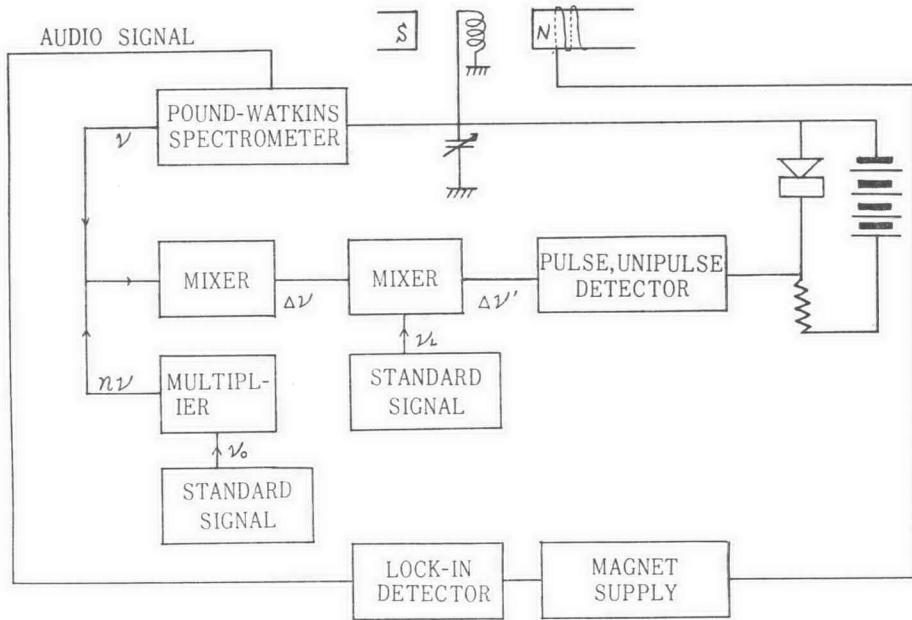 S
N
AUDIO SIGNAL
POUND-WATKINS
SPECTROMETER
ν
MIXER
Δν
MIXER
Δν'
PULSE, UNIPULSE
DETECTOR
nν
MULTIPL-
IER
ν₀
STANDARD
SIGNAL
ν_L
STANDARD
SIGNAL
LOCK-IN
DETECTOR
MAGNET
SUPPLY